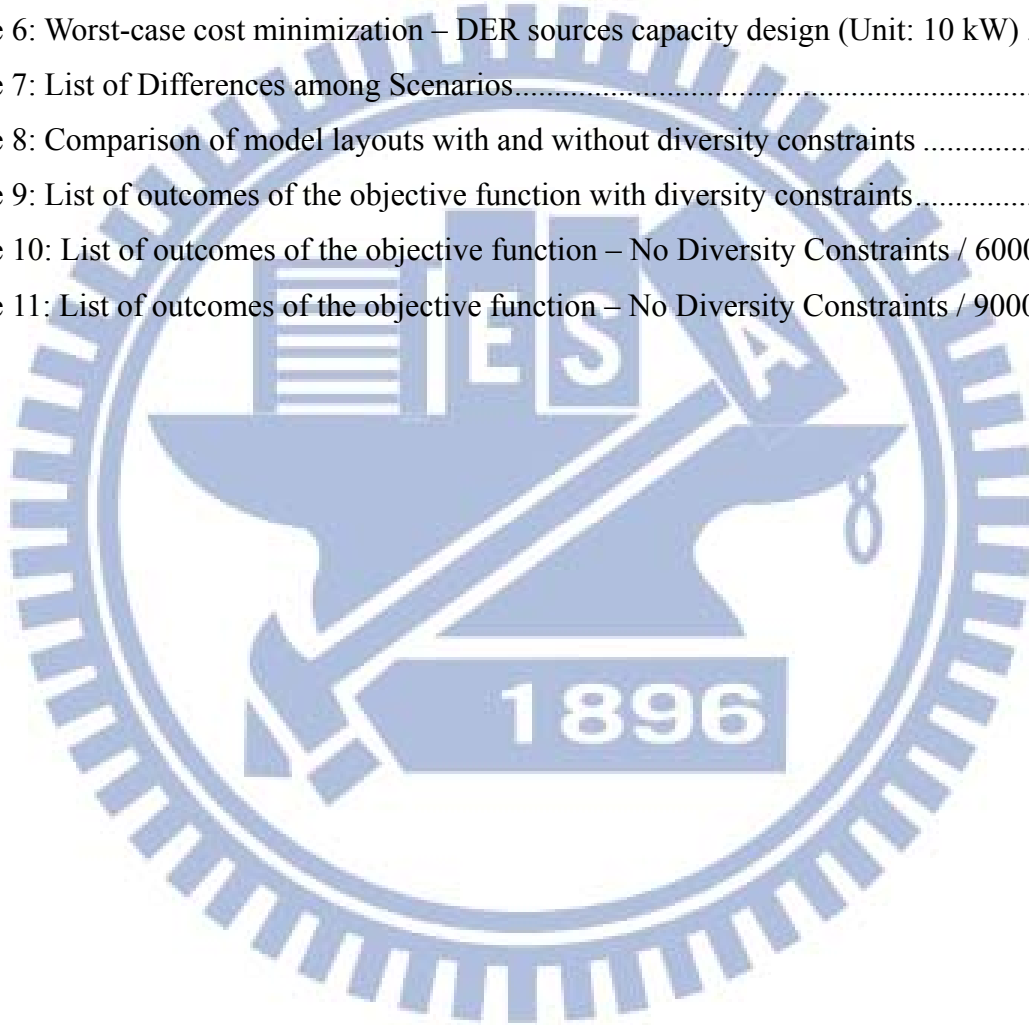 e 6: Worst-case cost minimization – DER sources capacity design (Unit: 10 kW) .
e 7: List of Differences among Scenarios..............................................................................
e 8: Comparison of model layouts with and without diversity constraints ..............
e 9: List of outcomes of the objective function with diversity constraints................
e 10: List of outcomes of the objective function – No Diversity Constraints / 6000
e 11: List of outcomes of the objective function – No Diversity Constraints / 9000
E S A
1896